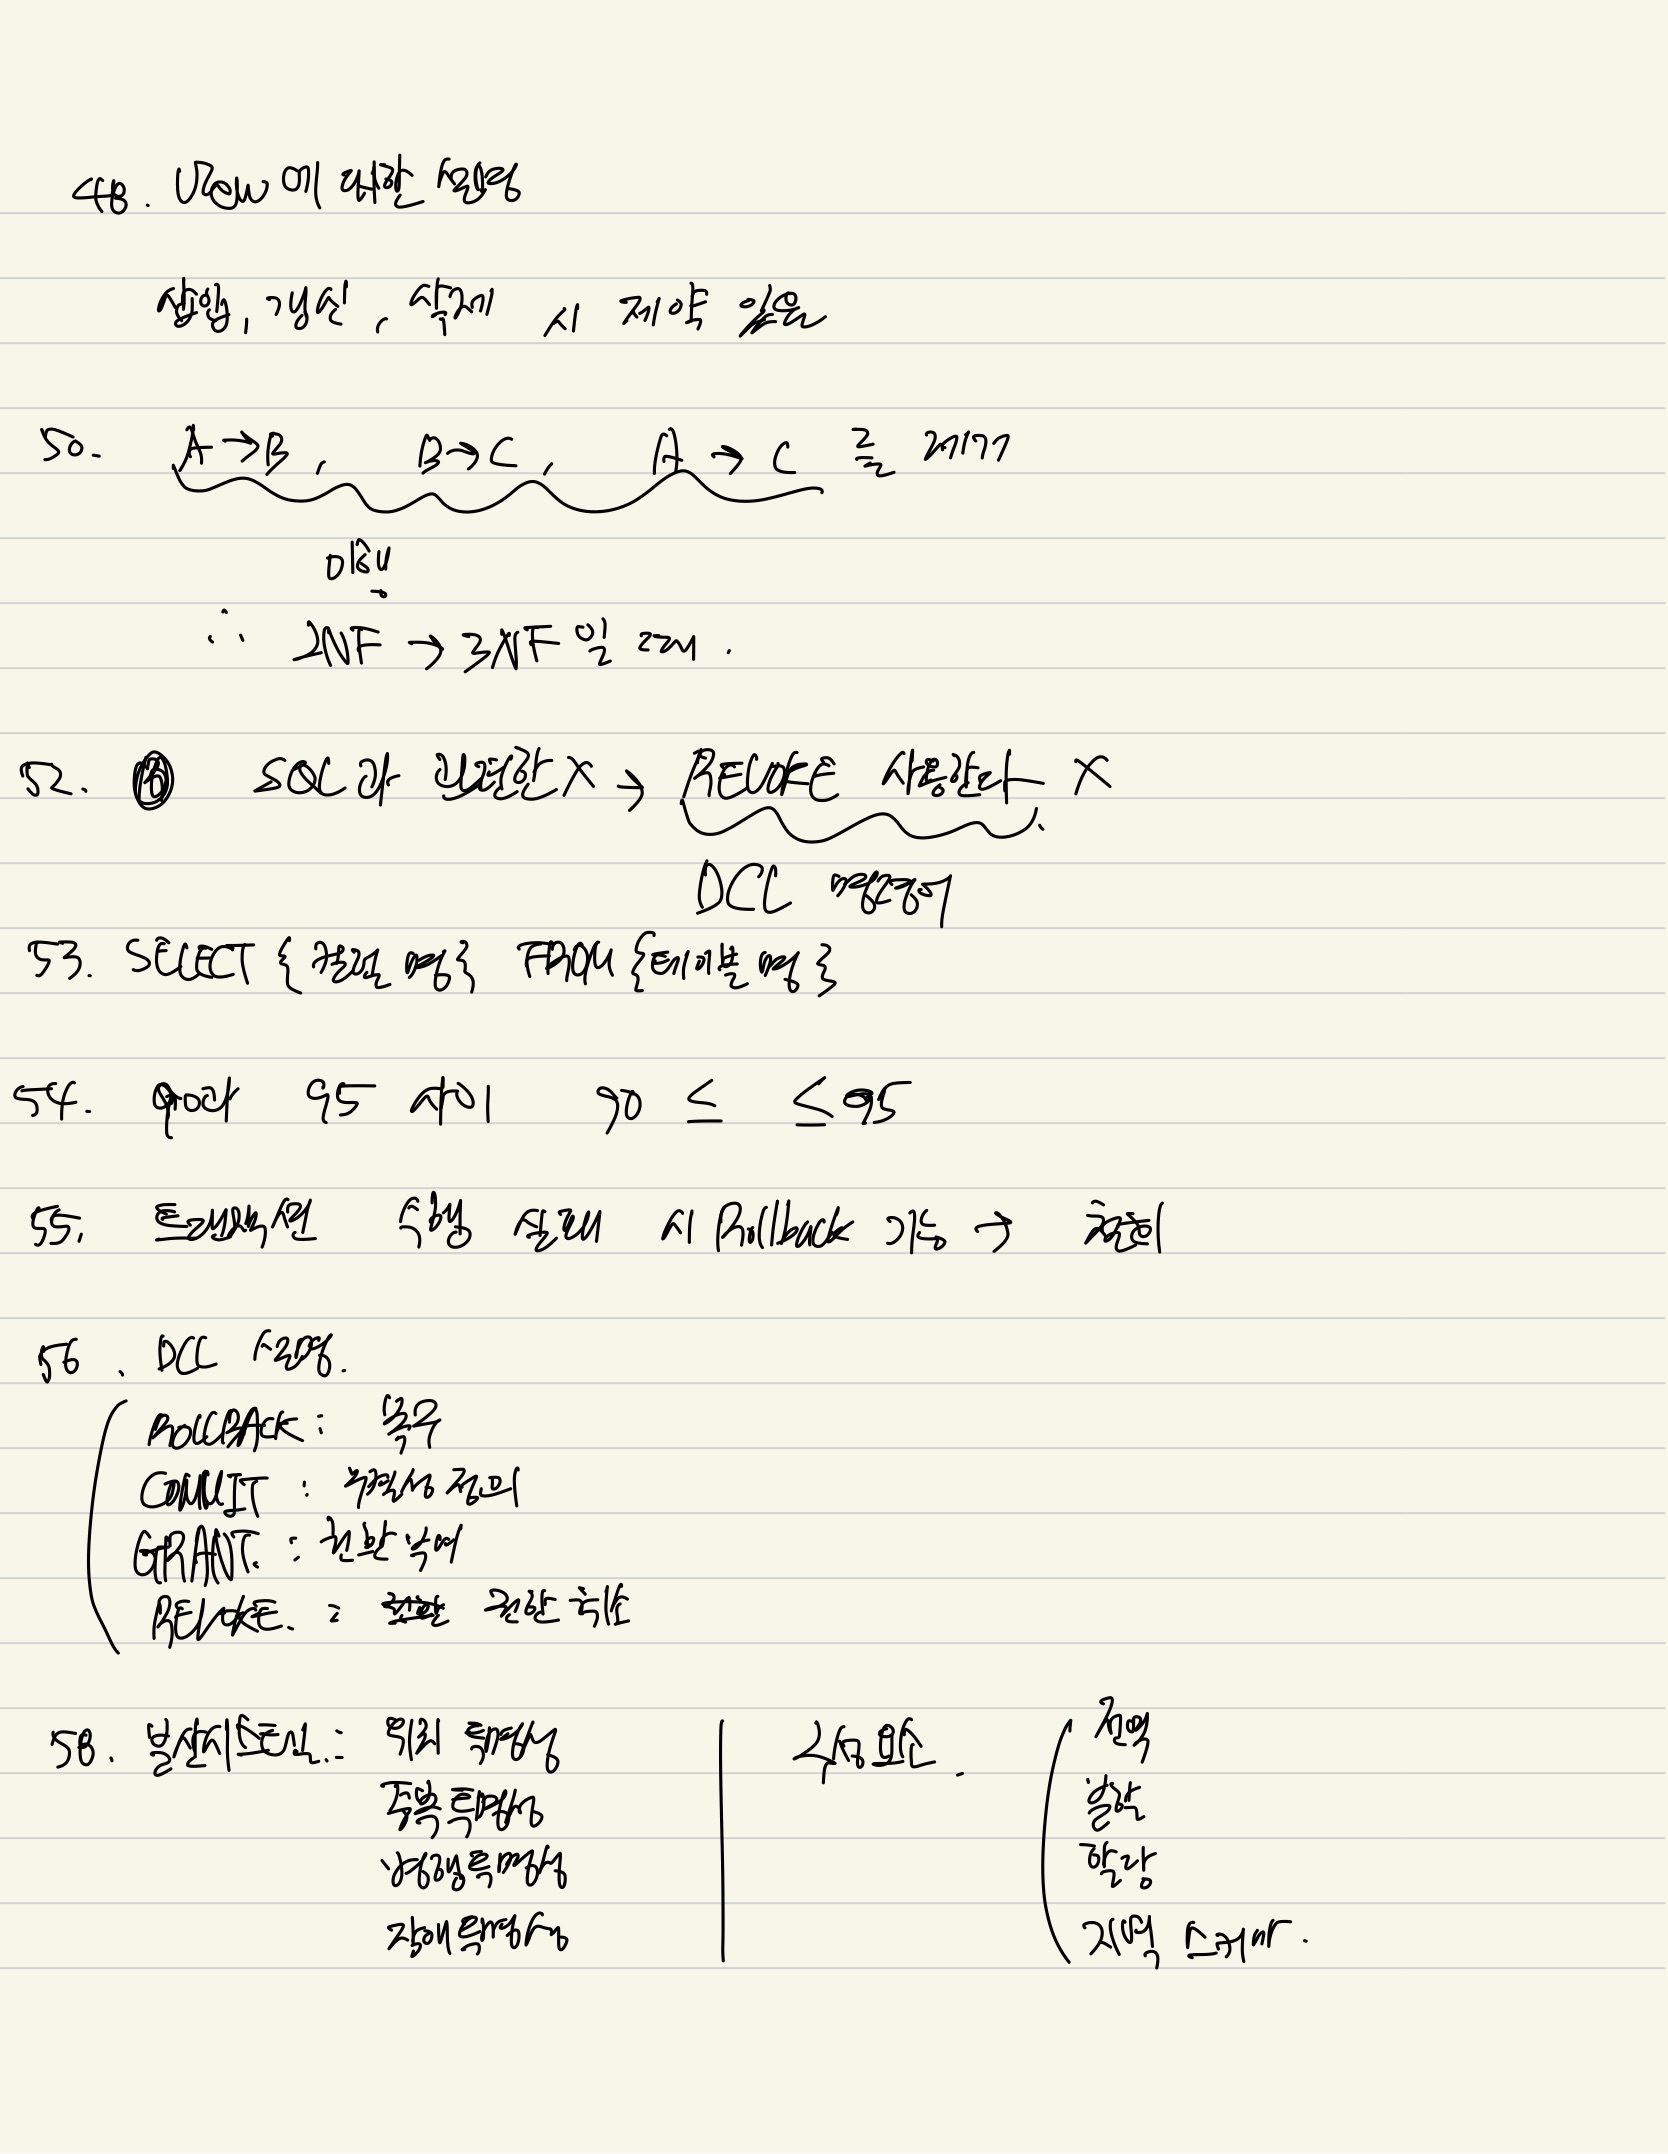 48. View에 대한 설명
삽입, 갱신, 삭제 시 제약 있음
50. A→B, B→C, A→C 를 제거
이행
∴ 2NF → 3NF 일 때.
52. SQL과 관련한 X → REVOKE 사용한다. X
DCL 명령어
53. SELECT {컬럼 명} FROM {테이블 명}
54. 90과 95 사이 90 ≤ ≤ 95
55. 트랜잭션 수행 실패 시 Rollback 기능 → 철회
56. DCL 설명.
ROLLBACK : 복구
COMMIT : 무결성 정의
GRANT. : 권한 부여
REVOKE. : 권한 권한 취소
58. 분산시스템.: 위치 투명성 구성 요소. 전역
중복 투명성 분할
병행 투명성 할당
장애 투명성 지역 스키마.